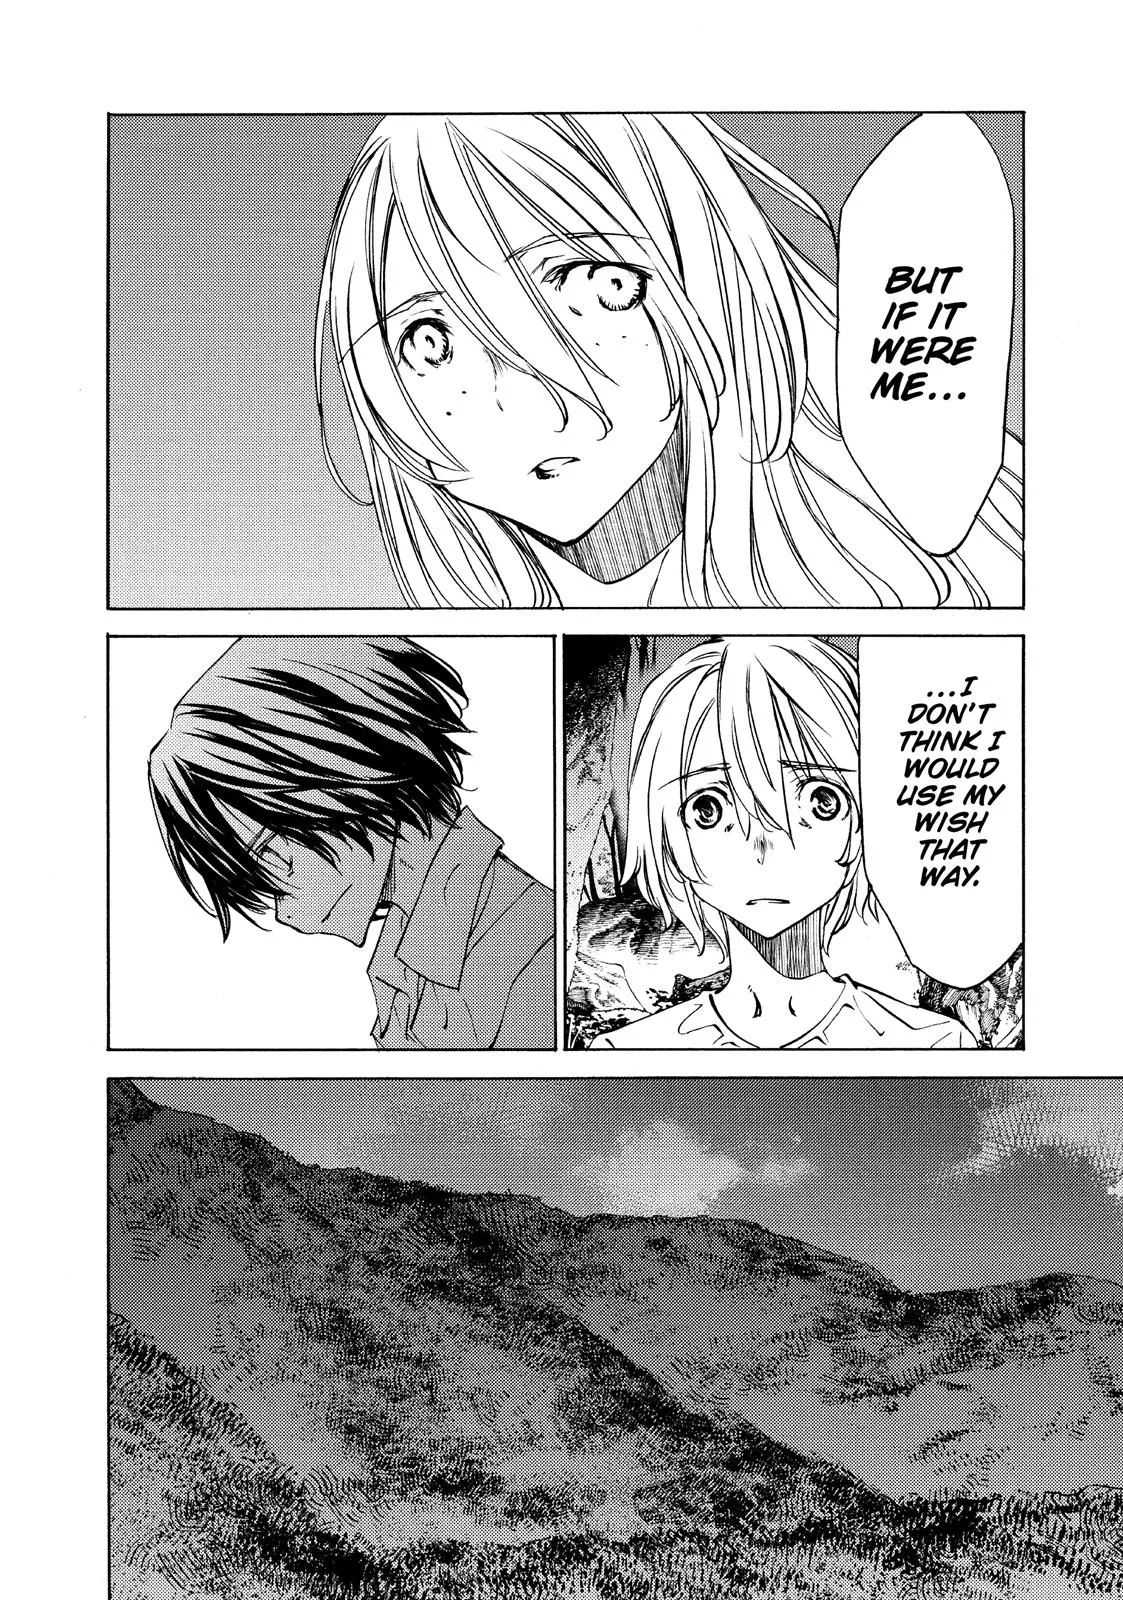 BUT
IF IT
WERE
ME...
...I
DON'T
THINK I
WOULD
USE MY
WISH
THAT
WAY.